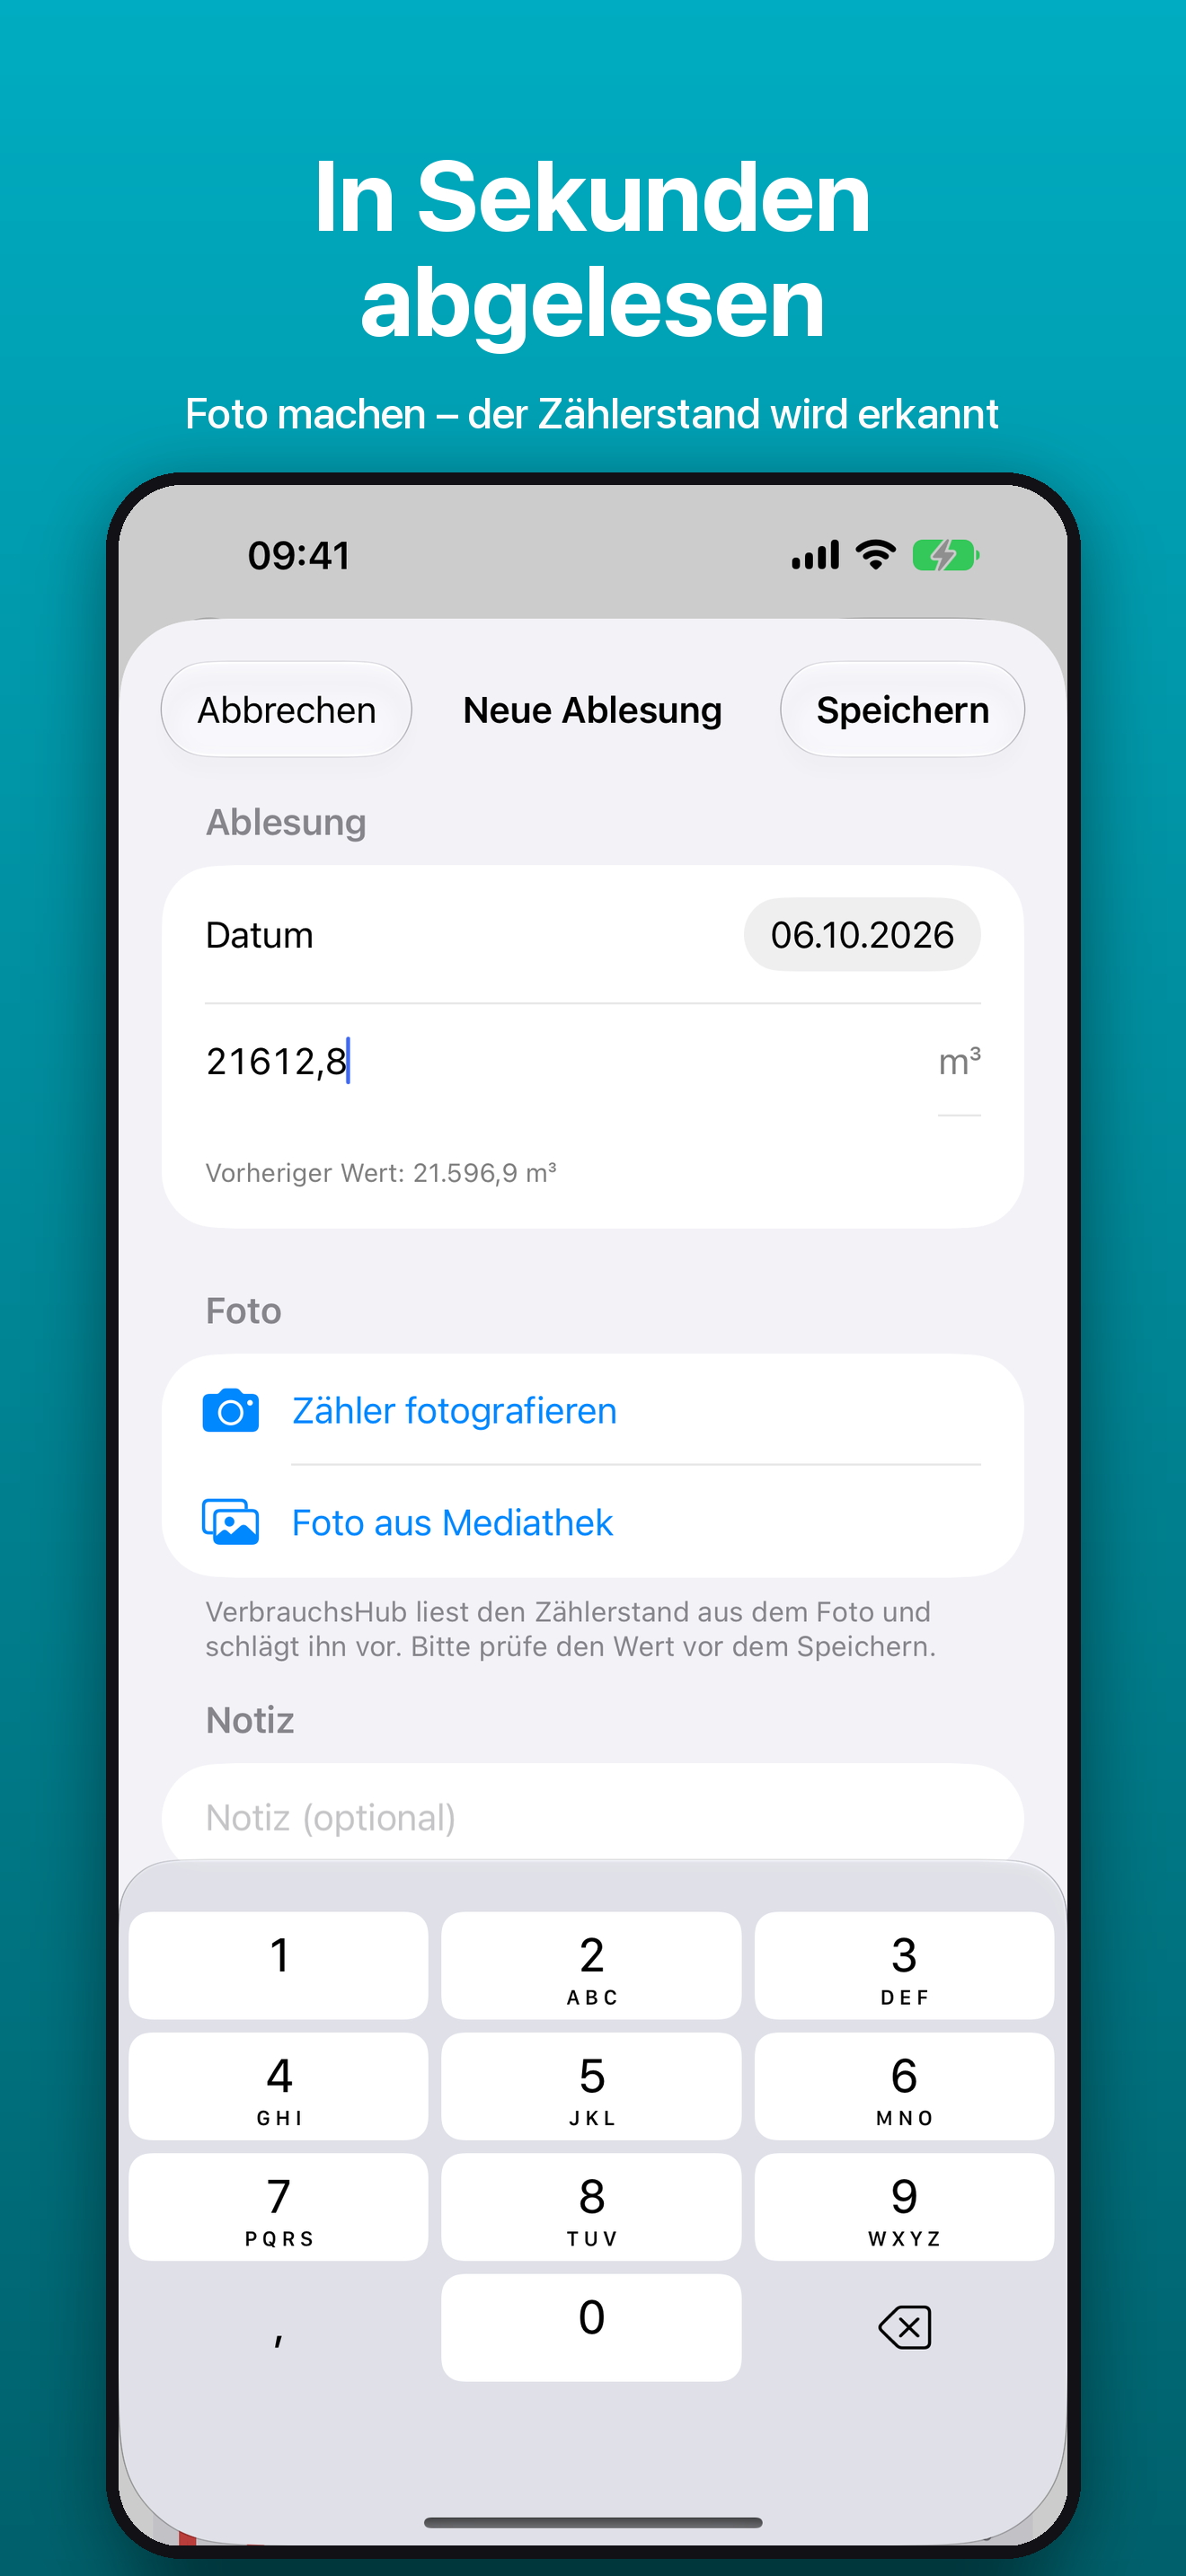 In Sekunden
abgelesen
Foto machen – der Zählerstand wird erkannt
09:41
Abbrechen
Neue Ablesung
Speichern
Ablesung
Datum
06.10.2026
21612,8
m³
Vorheriger Wert: 21.596,9 m³
Foto
Zähler fotografieren
Foto aus Mediathek
VerbrauchsHub liest den Zählerstand aus dem Foto und
schlägt ihn vor. Bitte prüfe den Wert vor dem Speichern.
Notiz
Notiz (optional)
1
2
ABC
3
DEF
4
GHI
5
JKL
6
MNO
7
PQRS
8
TUV
9
WXYZ
,
0